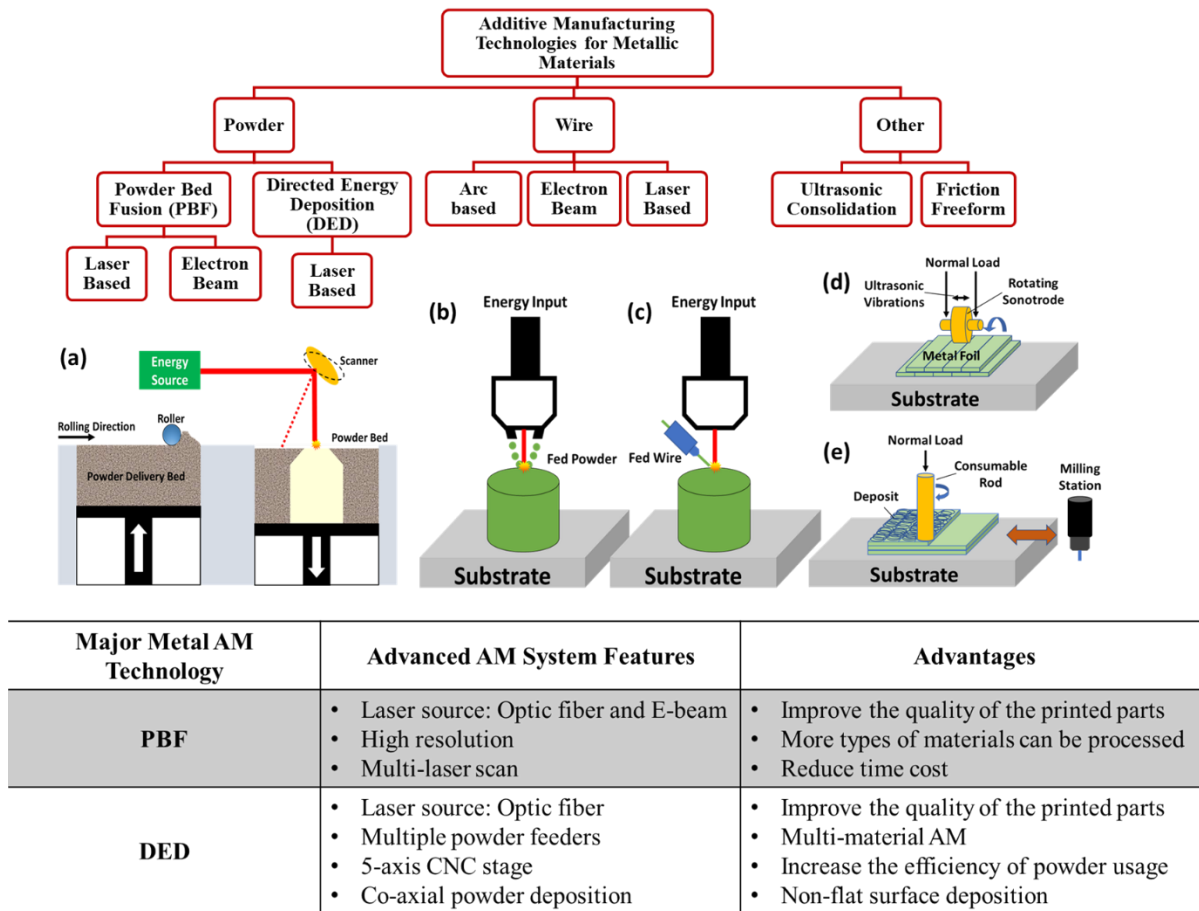 Additive Manufacturing
Technologies for Metallic
Materials
Powder
Wire
Other
Powder Bed
Fusion (PBF)
Directed Energy
Deposition
(DED)
Arc
based
Electron
Beam
Laser
Based
Ultrasonic
Consolidation
Friction
Freeform
Laser
Based
Electron
Beam
Laser
Based
(a)
Energy
Source
Scanner
Rolling Direction
Roller
Powder Bed
Powder Delivery Bed
(b)
Energy Input
Fed Powder
Substrate
(c)
Energy Input
Fed Wire
Substrate
(d)
Normal Load
Ultrasonic
Vibrations
Rotating
Sonotrode
Metal Foil
Substrate
(e)
Normal Load
Consumable
Rod
Milling
Station
Deposit
Substrate
Major Metal AM
Technology
Advanced AM System Features
Advantages
PBF
• Laser source: Optic fiber and E-beam
• High resolution
• Multi-laser scan
• Improve the quality of the printed parts
• More types of materials can be processed
• Reduce time cost
DED
• Laser source: Optic fiber
• Multiple powder feeders
• 5-axis CNC stage
• Co-axial powder deposition
• Improve the quality of the printed parts
• Multi-material AM
• Increase the efficiency of powder usage
• Non-flat surface deposition